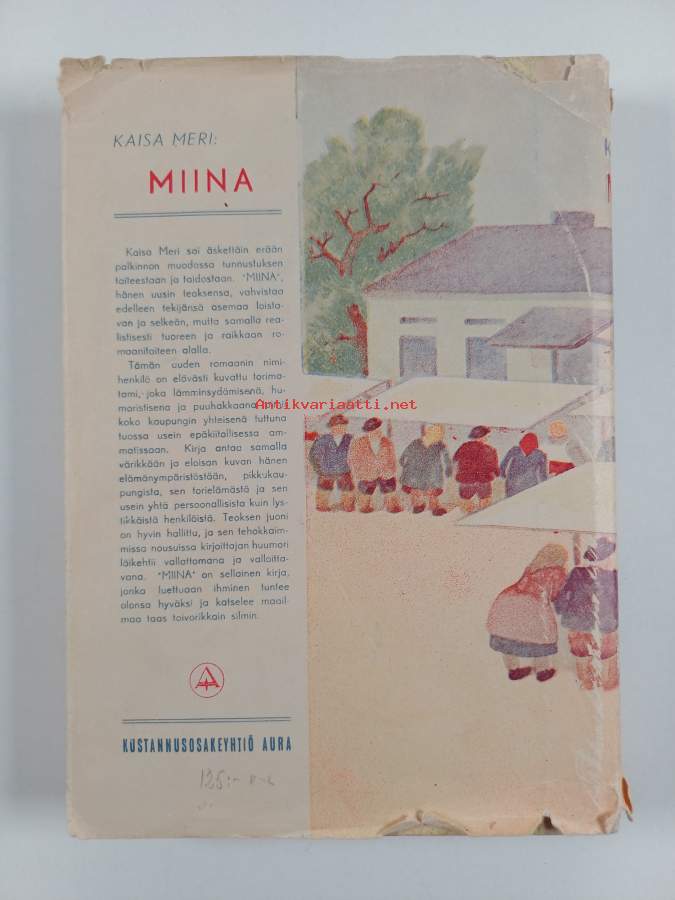 KAISA MERI:
MIINA
Kaisa Meri sai äskettäin erään
palkinnon muodossa tunnustuksen
taiteestaan ja taidostaan. "MIINA",
hänen uusin teoksensa, vahvistaa
edelleen tekijänsä asemaa loista-
van ja selkeän, mutta samalla rea-
listisesti tuoreen ja raikkaan ro-
maanitaiteen alalla.
Tämän uuden romaanin nimi-
henkilö on elävästi kuvattu torima-
tami, joka lämminsydämisenä, hu-
moristisena ja puuhakkaana
koko kaupungin yhteisenä tuttuna
tuossa usein epäkiitallisessa am-
matissaan. Kirja antaa samalla
värikkään ja eloisan kuvan hänen
elämänympäristöstään, pikkukau-
pungista, sen torielämästä ja sen
usein yhtä persoonallisista kuin lys-
tikkäistä henkilöistä. Teoksen juoni
on hyvin hallittu, ja sen tehokkaim-
missa nousuissa kirjoittajan huumori
läikehtii vallattomana ja valloitta-
vana. "MIINA" on sellainen kirja,
jonka luettuaan ihminen tuntee
olonsa hyväksi ja katselee maail-
maa taas toivorikkain silmin.
KUSTANNUSOSAKEYHTIÖ AURA
125:-
Antikvariaatti.net